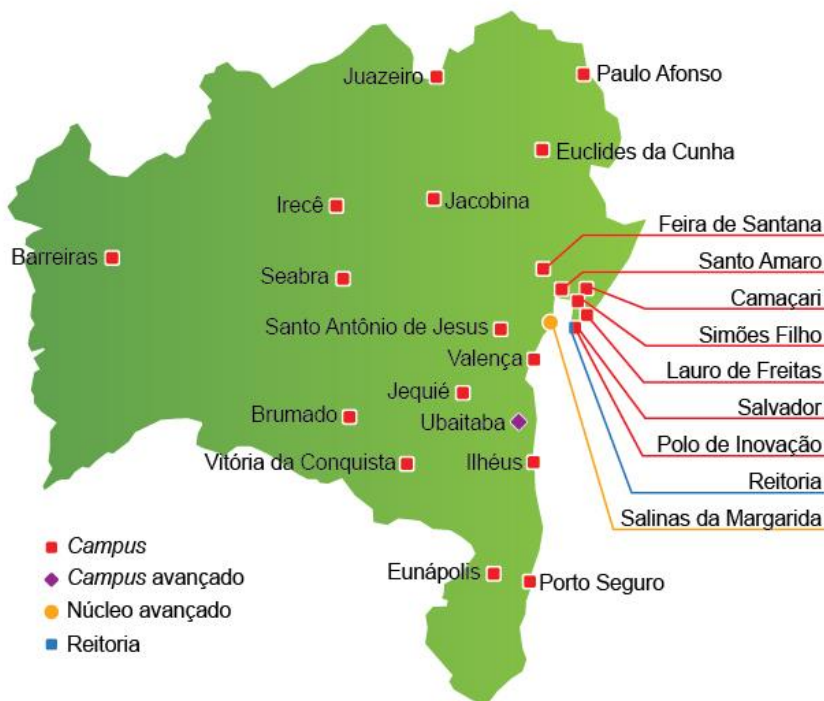 Juazeiro
Paulo Afonso
Euclides da Cunha
Irecê
Jacobina
Feira de Santana
Barreiras
Santo Amaro
Seabra
Camaçari
Santo Antônio de Jesus
Simões Filho
Valença
Lauro de Freitas
Jequié
Salvador
Brumado
Ubaitaba
Polo de Inovação
Vitória da Conquista
Ilhéus
Reitoria
Salinas da Margarida
Campus
Campus avançado
Eunápolis
Porto Seguro
Núcleo avançado
Reitoria